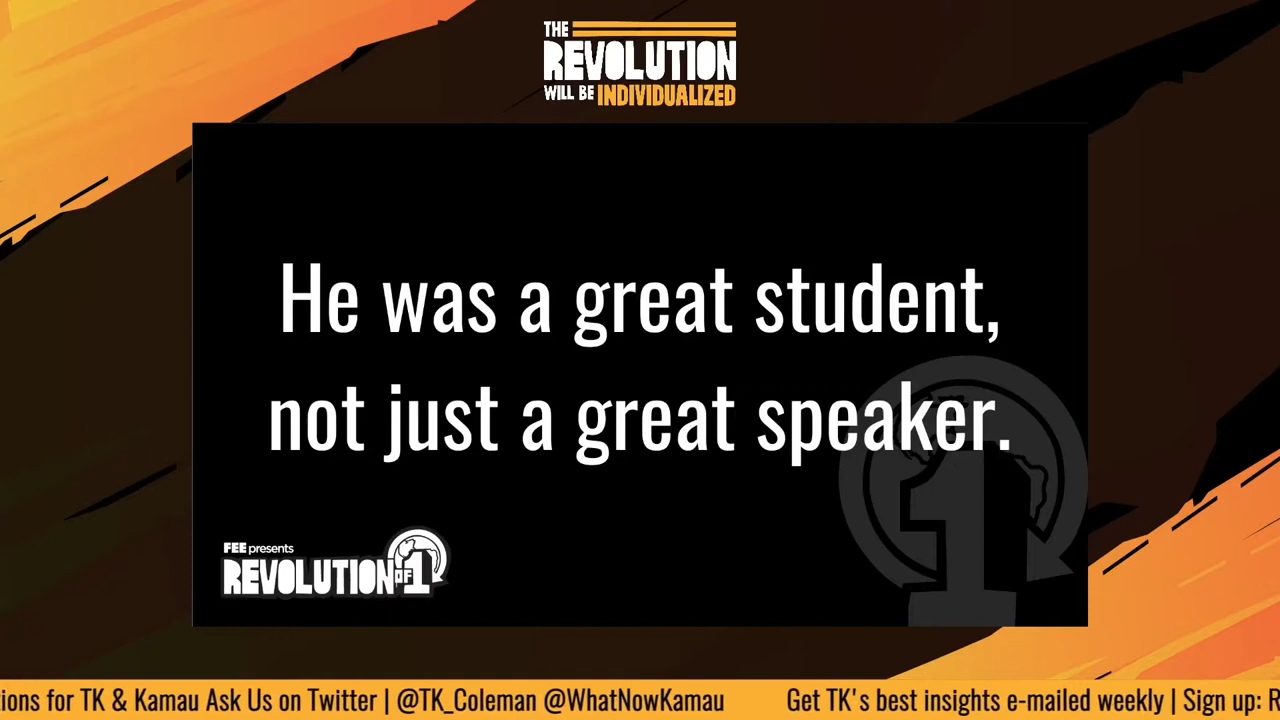 THE
REVOLUTION
WILL BE INDIVIDUALIZED
He was a great student,
not just a great speaker.
FEE presents
REVOLUTION OF 1
tions for TK & Kamau Ask Us on Twitter | @TK_Coleman @WhatNowKamau Get TK's best insights e-mailed weekly | Sign up: R